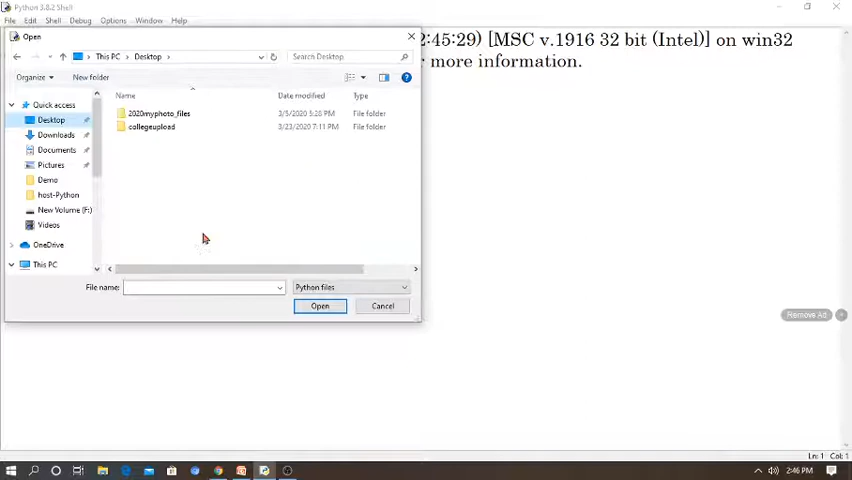 Python 3.8.2 Shell
File Edit Shell Debug Options Window Help
2:45:29) [MSC v.1916 32 bit (Intel)] on win32
more information.
Open
This PC > Desktop >
Search Desktop
Organize
New folder
Name
Date modified
Type
Quick access
Desktop
Downloads
Documents
Pictures
Demo
host-Python
New Volume (F:)
Videos
OneDrive
This PC
2020myphoto_files 3/5/2020 5:28 PM File folder
collegeupload 3/23/2020 7:11 PM File folder
File name:
Python files
Open
Cancel
Remove Ad
Ln: 1 Col: 1
2:46 PM